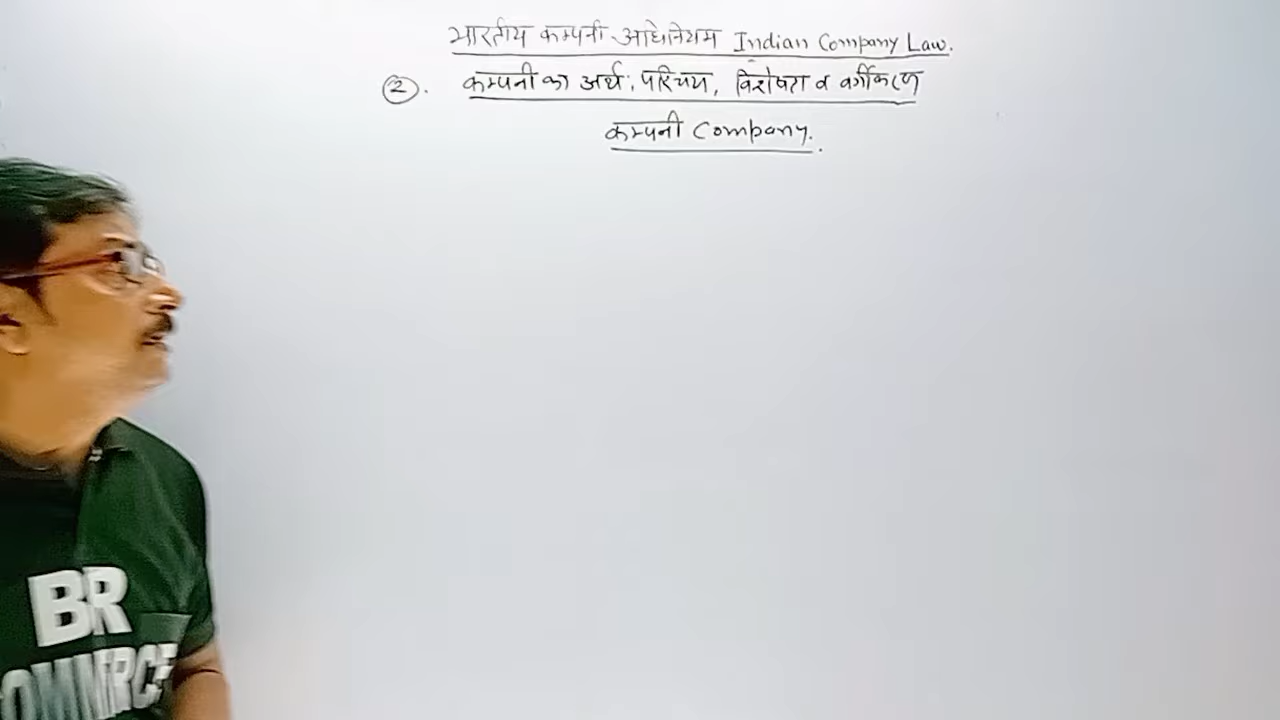 भारतीय कम्पनी अधिनियम Indian Company Law.
②. कम्पनी का अर्थ, परिचय, विशेषता व वर्गीकरण
कम्पनी Company.
BR
COMMERCE